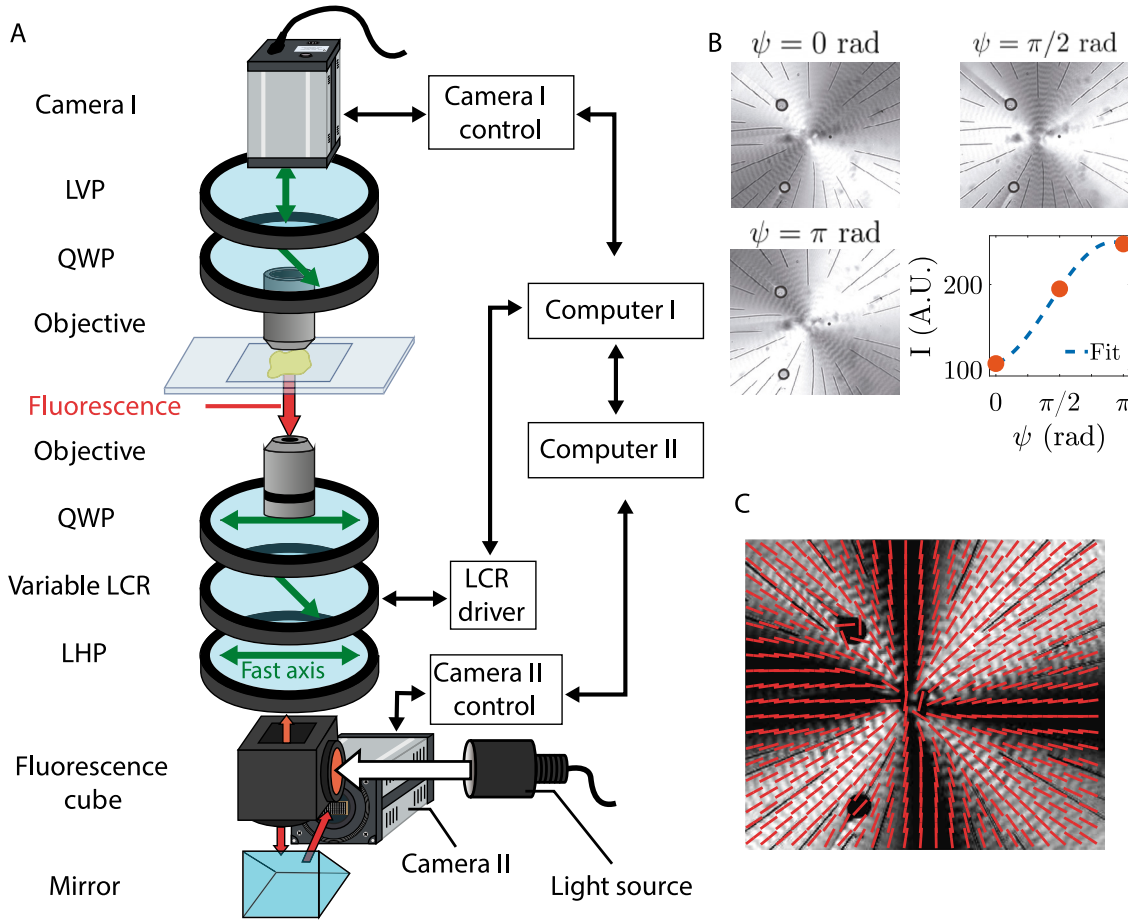 A
Camera I
LVP
QWP
Objective
Fluorescence
Objective
QWP
Variable LCR
LHP
Fast axis
Fluorescence
cube
Mirror
Camera I
control
Computer I
Computer II
LCR
driver
Camera II
control
Camera II
Light source
B
ψ = 0 rad
ψ = π/2 rad
ψ = π rad
I (A.U.)
200
100
Fit
0
π/2
π
ψ (rad)
C